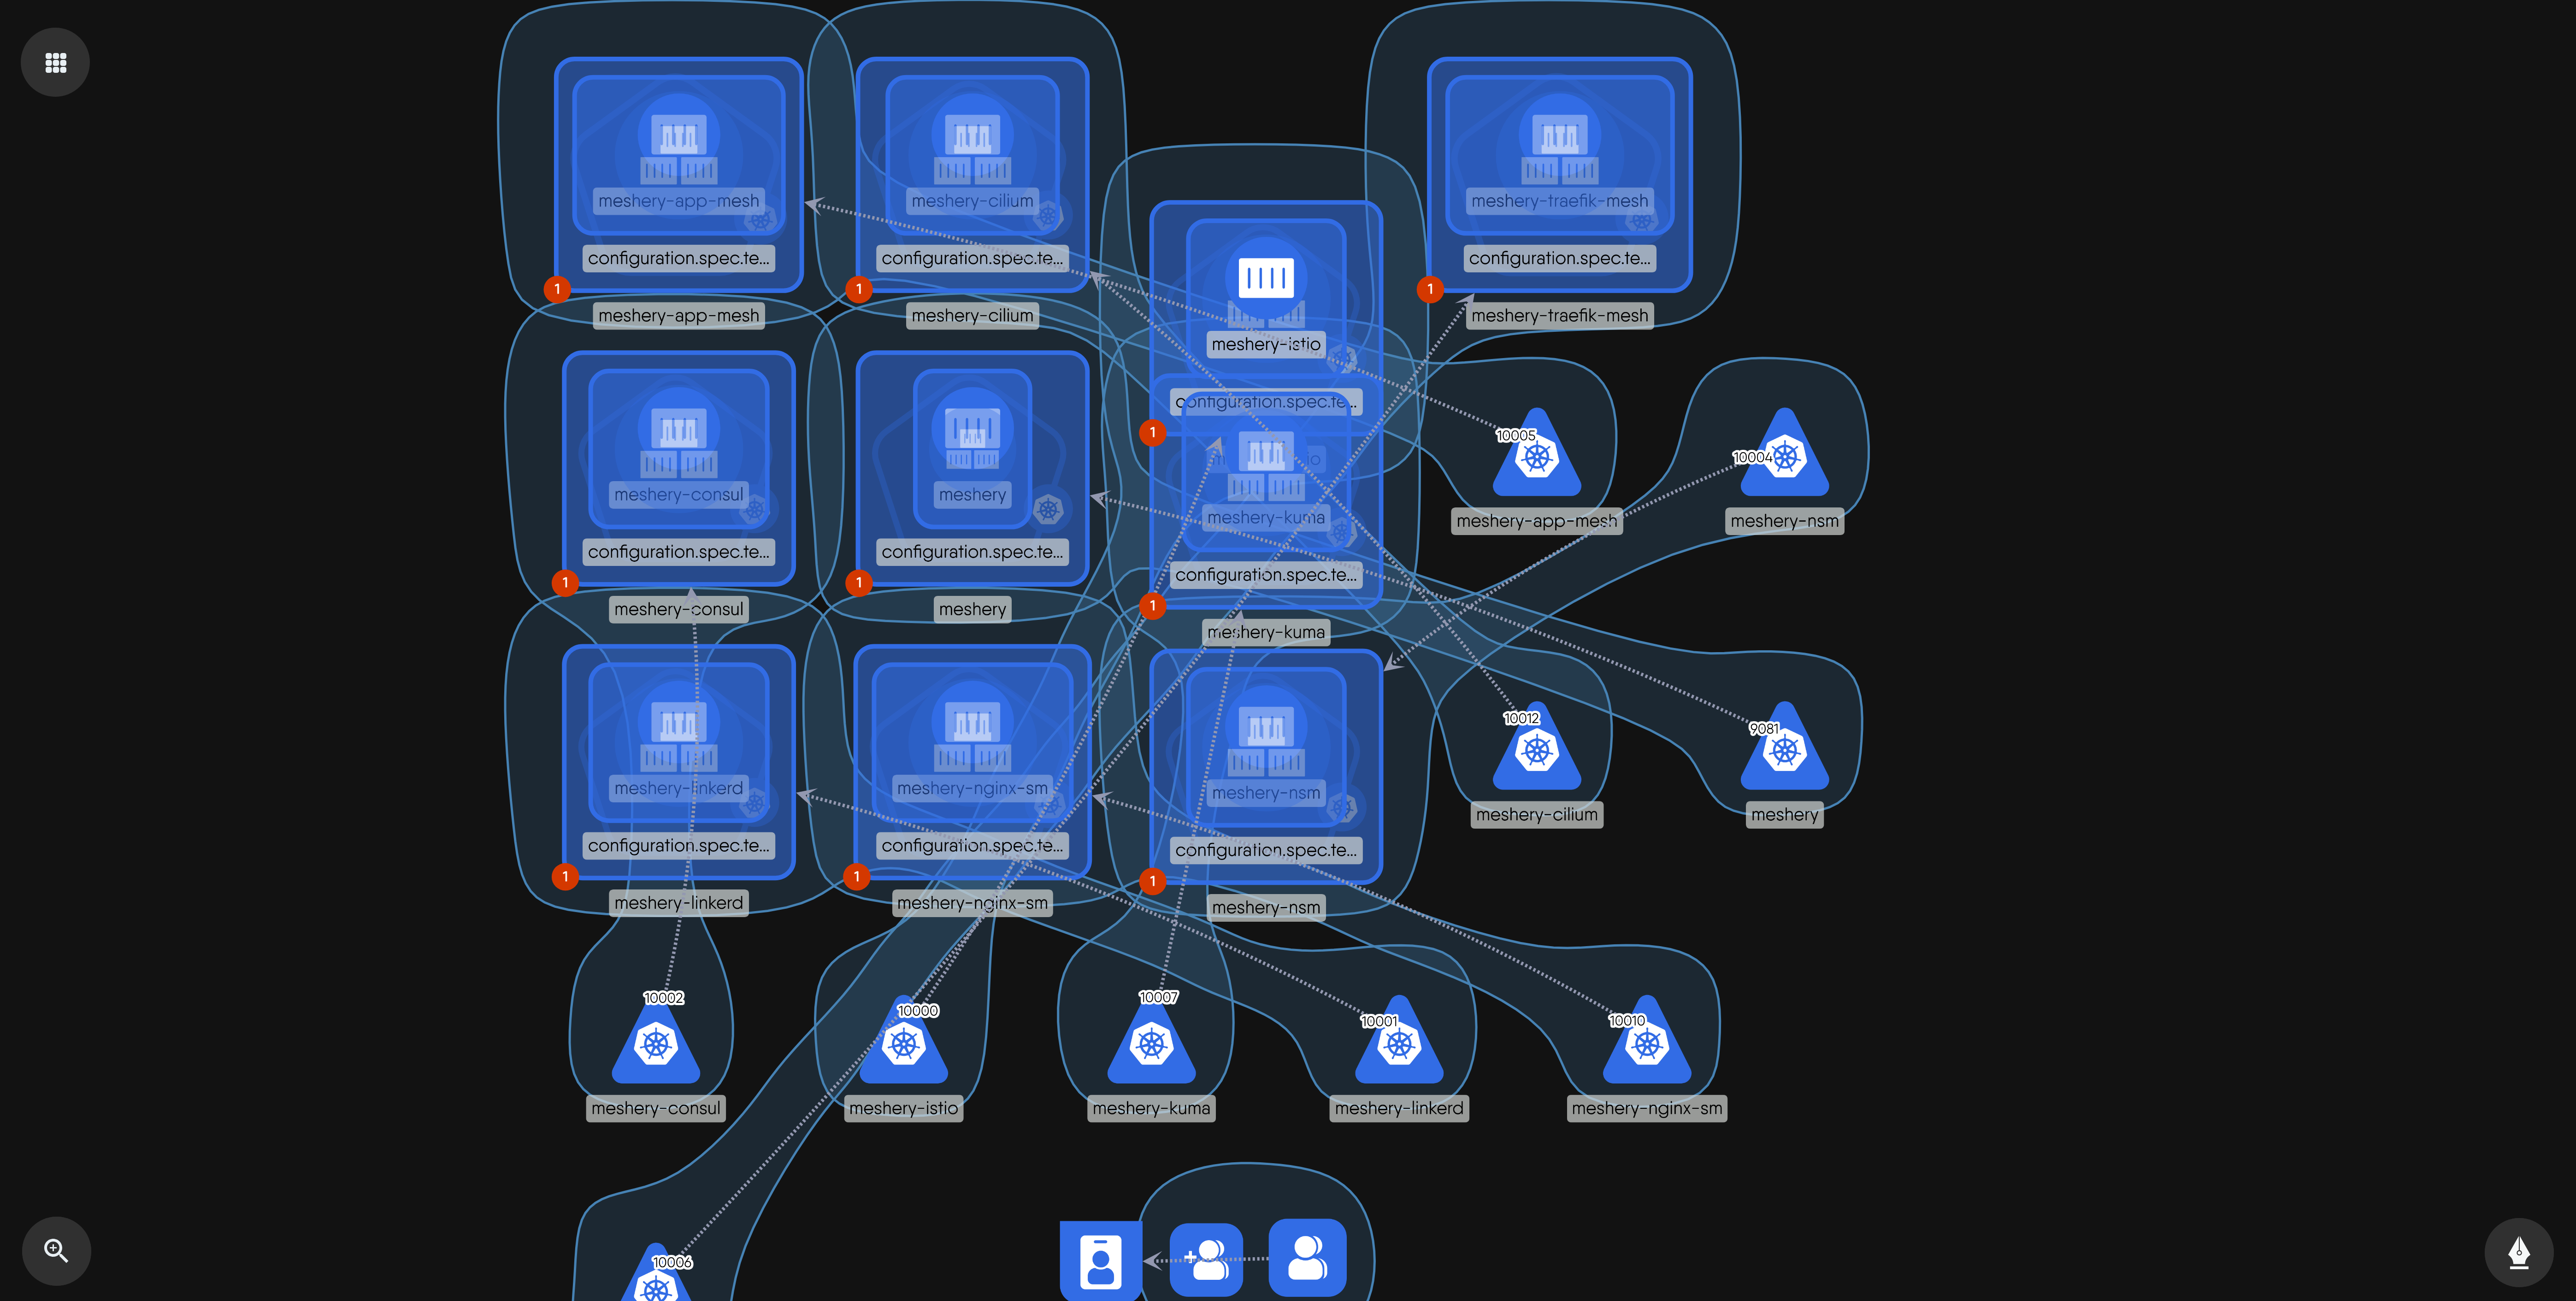 meshery-app-mesh
meshery-cilium
meshery-traefik-mesh
configuration.spec.te...
configuration.spec.te...
configuration.spec.te...
1
1
1
meshery-app-mesh
meshery-cilium
meshery-traefik-mesh
meshery-istio
configuration.spec.te...
1
10005
10004
meshery-consul
meshery
meshery-kuma
meshery-app-mesh
meshery-nsm
configuration.spec.te...
configuration.spec.te...
configuration.spec.te...
1
1
1
meshery-consul
meshery
meshery-kuma
10012
9081
meshery-linkerd
meshery-nginx-sm
meshery-nsm
meshery-cilium
meshery
configuration.spec.te...
configuration.spec.te...
configuration.spec.te...
1
1
1
meshery-linkerd
meshery-nginx-sm
meshery-nsm
10002
10000
10007
10001
10010
meshery-consul
meshery-istio
meshery-kuma
meshery-linkerd
meshery-nginx-sm
10006